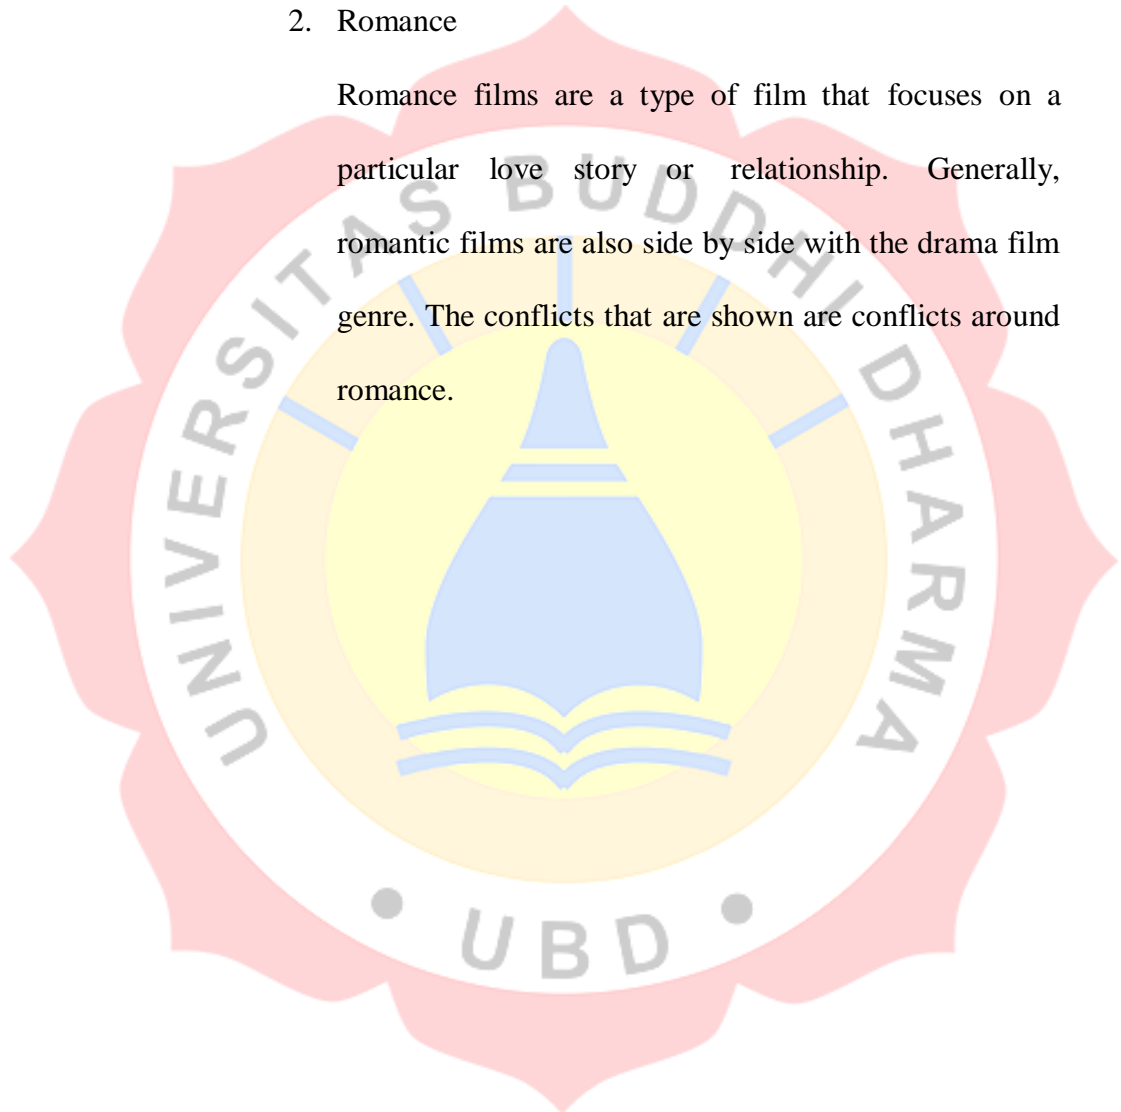 2. Romance
Romance films are a type of film that focuses on a
particular love story or relationship. Generally,
romantic films are also side by side with the drama film
genre. The conflicts that are shown are conflicts around
romance.
UNIVERSITAS BUDDHI DHARMA
• UBD •